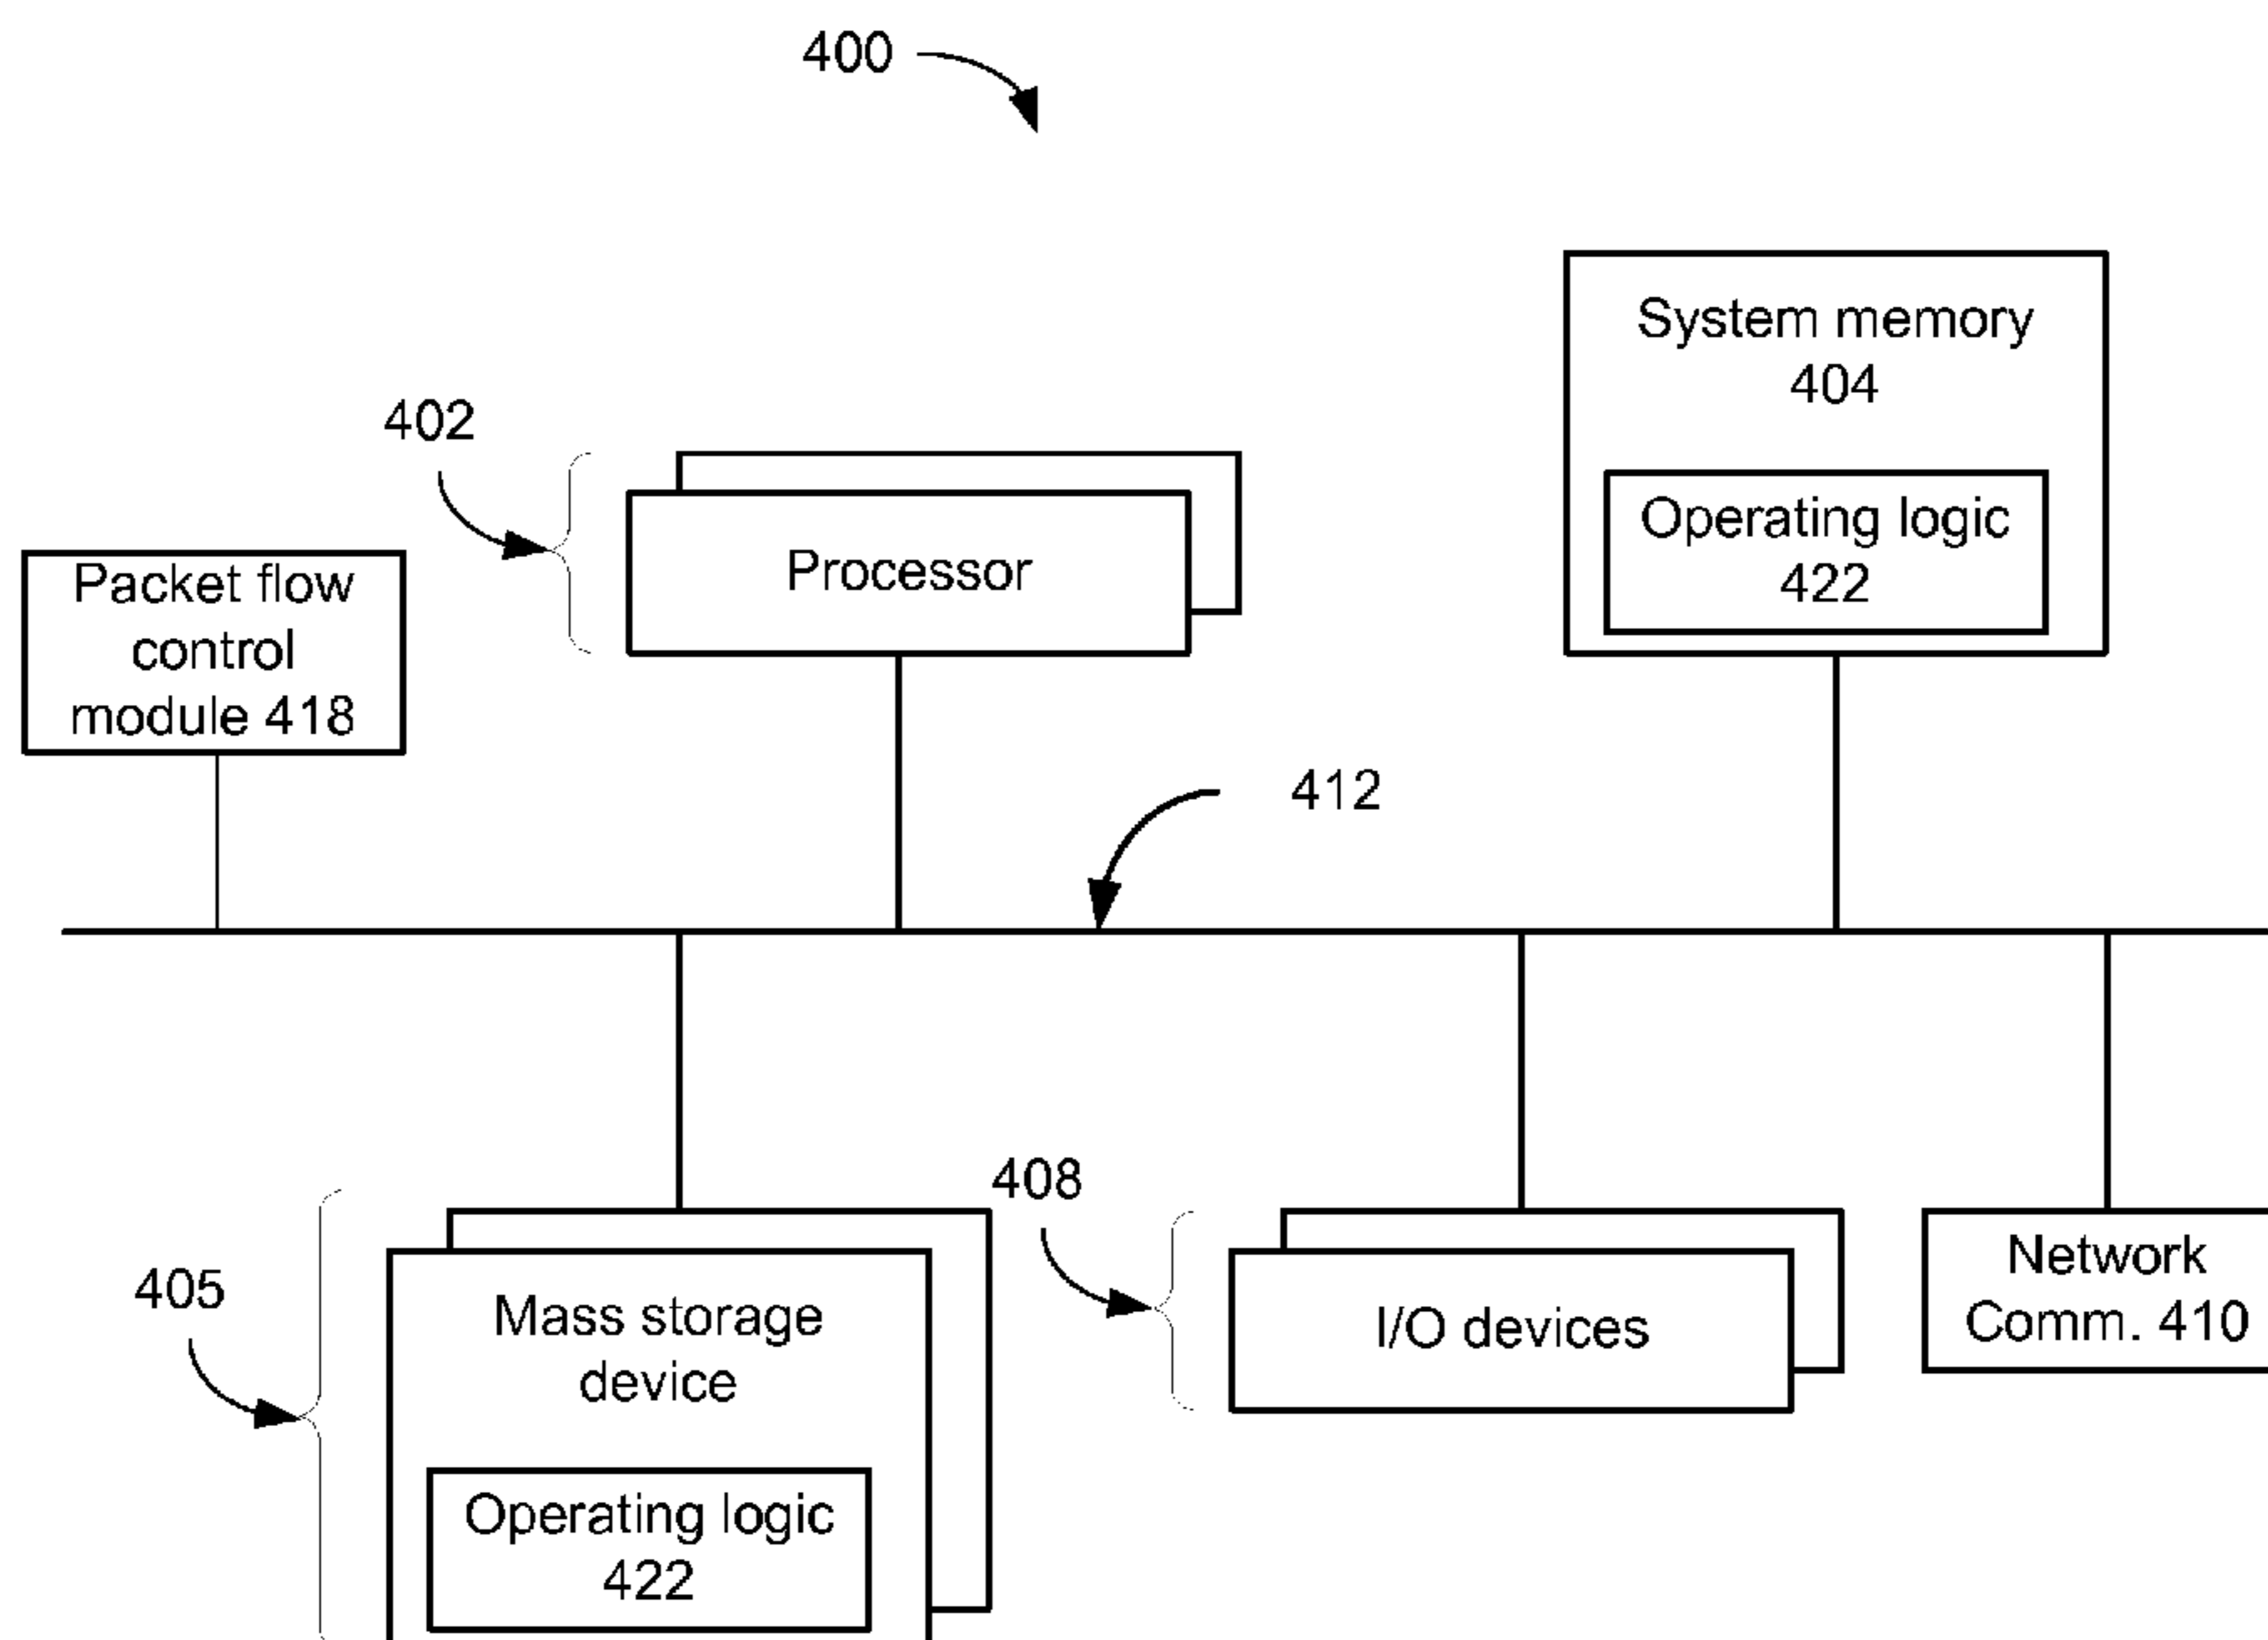 400
System memory
404
402
Operating logic
422
Processor
Packet flow
control
module 418
412
408
405
Mass storage
device
Operating logic
422
I/O devices
Network
Comm. 410